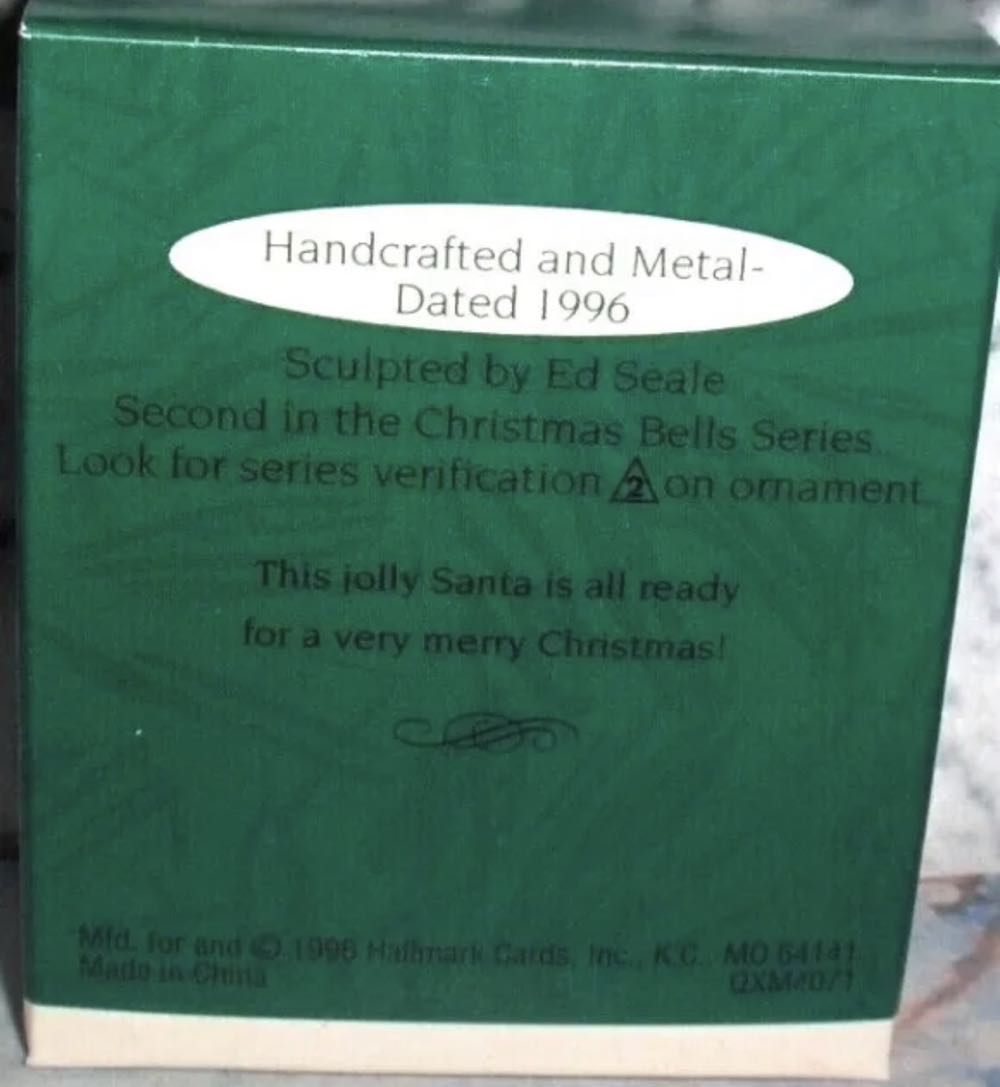 Handcrafted and Metal-
Dated 1996
Sculpted by Ed Seale
Second in the Christmas Bells Series
Look for series verification 2 on ornament
This jolly Santa is all ready
for a very merry Christmas!
Mfd. for and © 1996 Hallmark Cards, Inc., K.C. MO 64141
Made in China
QXM4071